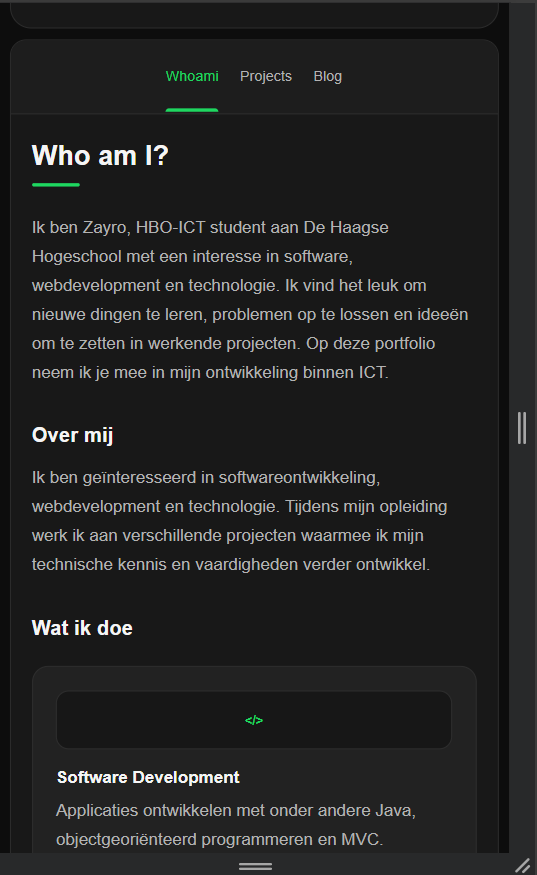 Whoami Projects Blog
Who am I?
Ik ben Zayro, HBO-ICT student aan De Haagse
Hogeschool met een interesse in software,
webdevelopment en technologie. Ik vind het leuk om
nieuwe dingen te leren, problemen op te lossen en ideeën
om te zetten in werkende projecten. Op deze portfolio
neem ik je mee in mijn ontwikkeling binnen ICT.
Over mij
Ik ben geïnteresseerd in softwareontwikkeling,
webdevelopment en technologie. Tijdens mijn opleiding
werk ik aan verschillende projecten waarmee ik mijn
technische kennis en vaardigheden verder ontwikkel.
Wat ik doe
</>
Software Development
Applicaties ontwikkelen met onder andere Java,
objectgeoriënteerd programmeren en MVC.